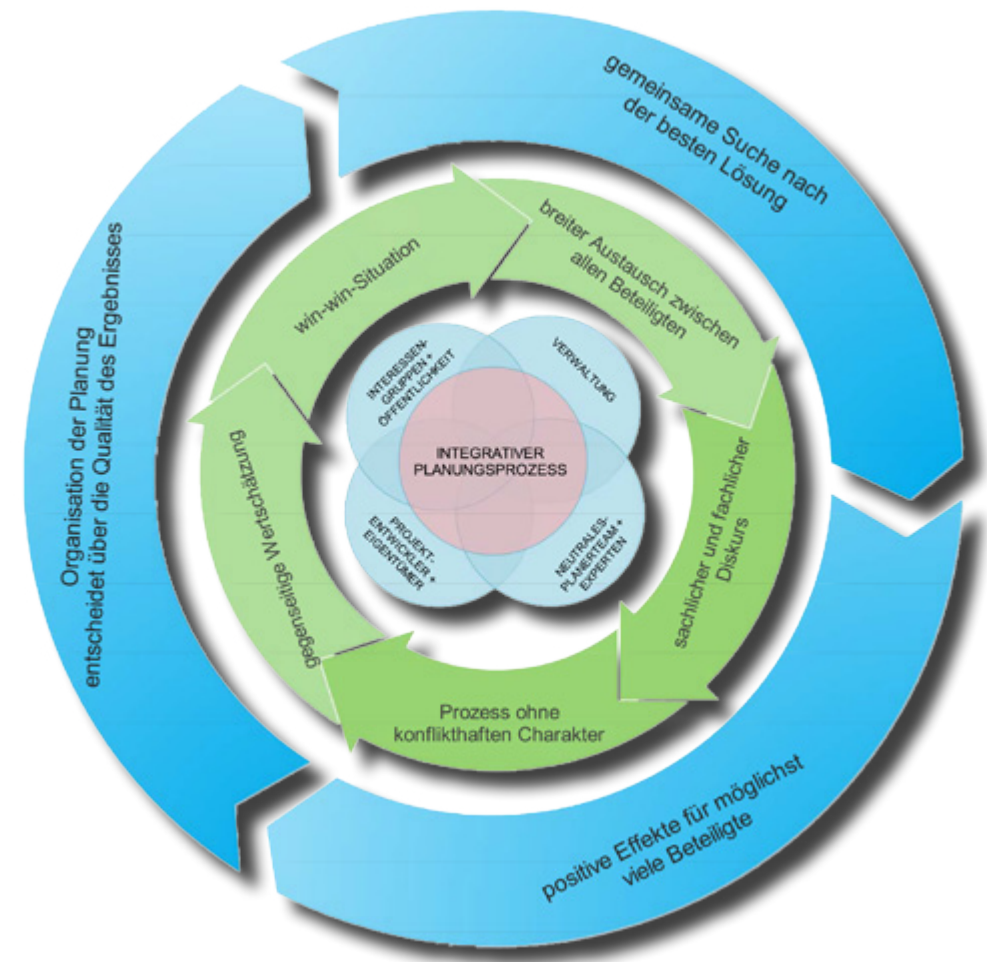 gemeinsame Suche nach
der besten Lösung
positive Effekte für möglichst
viele Beteiligte
Organisation der Planung
entscheidet über die Qualität des Ergebnisses
win-win-Situation
breiter Austausch zwischen
allen Beteiligten
sachlicher und fachlicher
Diskurs
Prozess ohne
konflikthaften Charakter
gegenseitige Wertschätzung
INTERESSEN-
GRUPPEN +
ÖFFENTLICHKEIT
VERWALTUNG
INTEGRATIVER
PLANUNGSPROZESS
PROJEKT-
ENTWICKLER +
EIGENTÜMER
NEUTRALES-
PLANERTEAM +
EXPERTEN